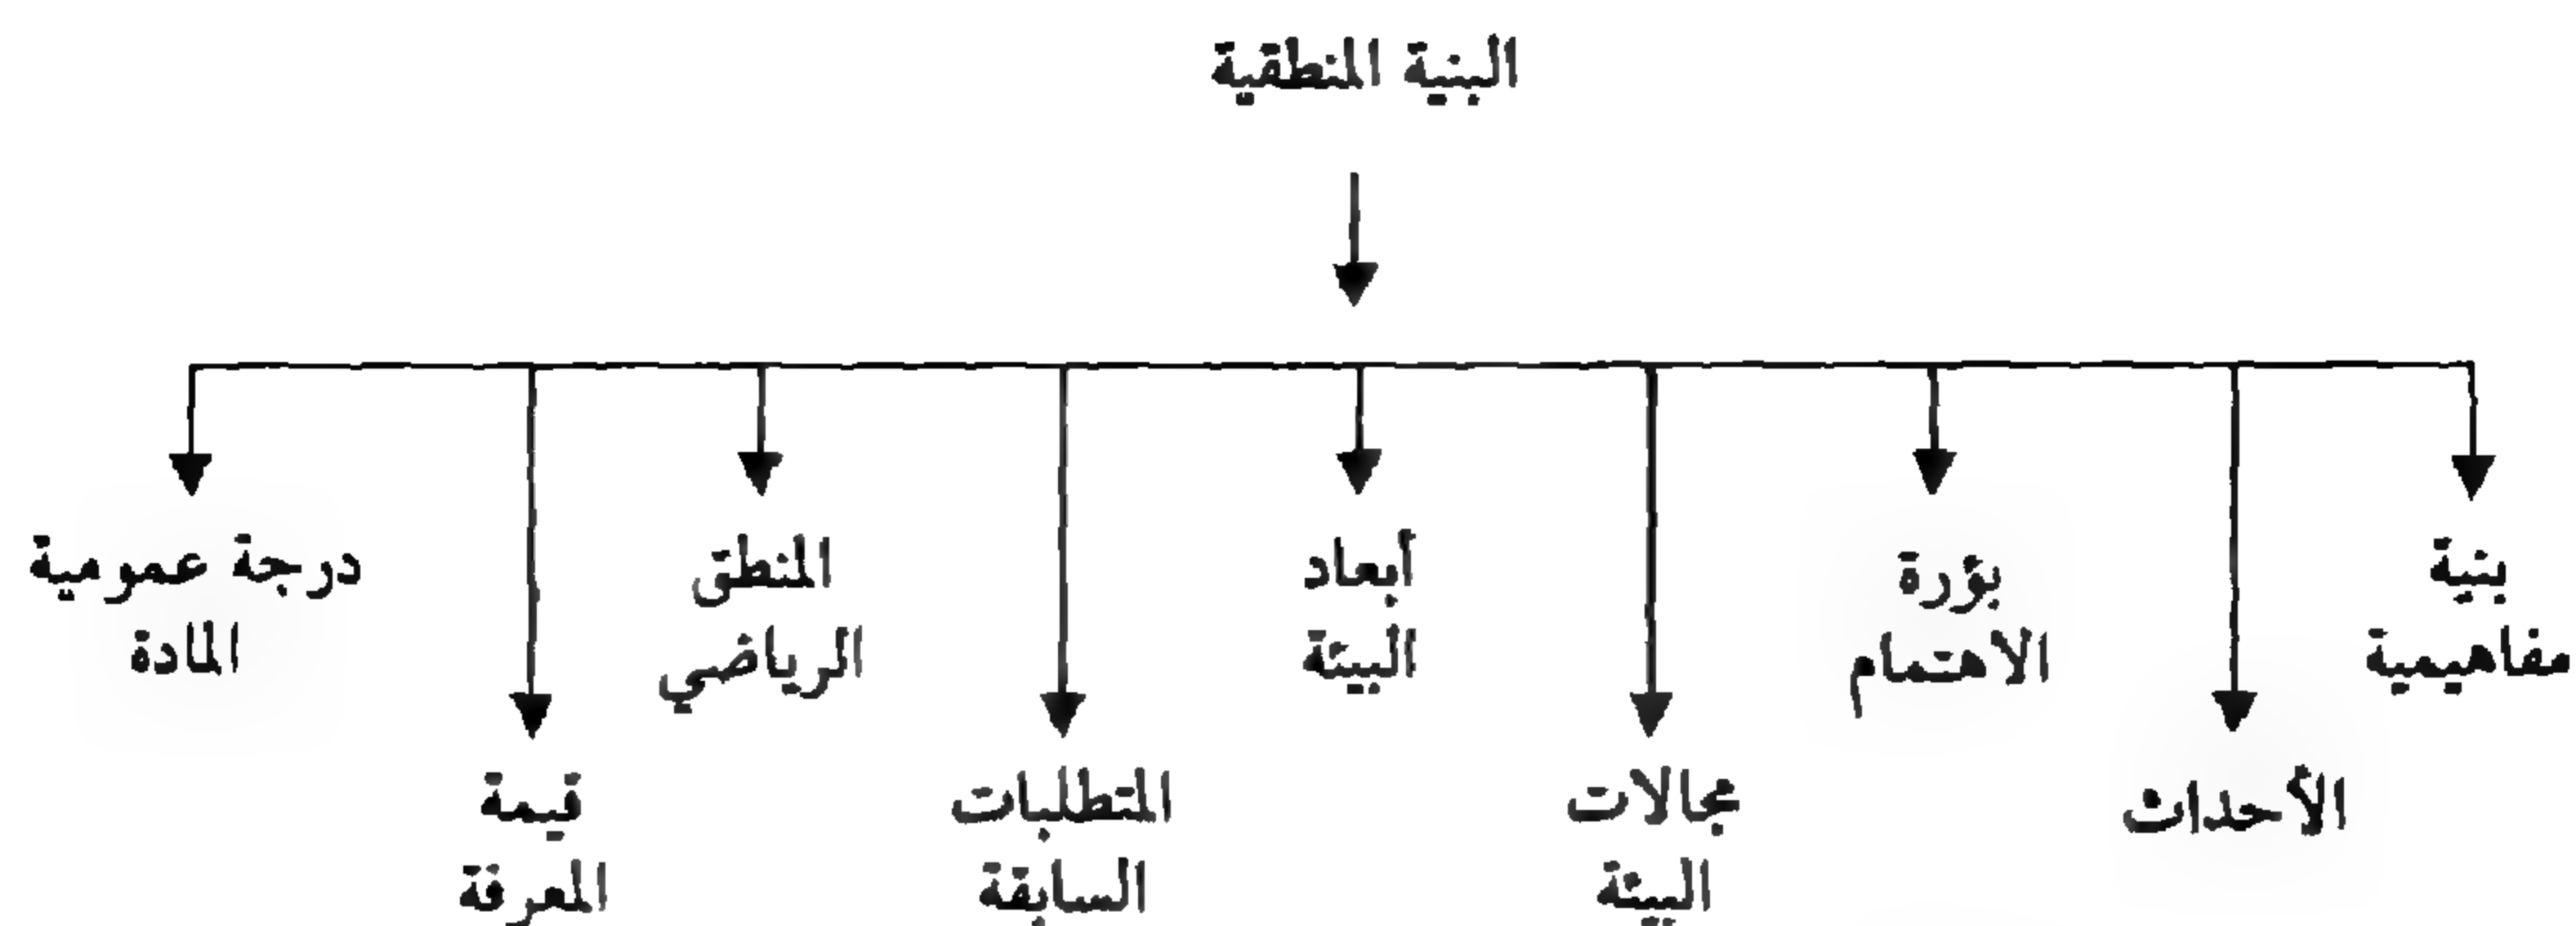 البنية المنطقية
بنية
مفاهيمية
الأحداث
بؤرة
الاهتمام
مجالات
البيئة
أبعاد
البيئة
المتطلبات
السابقة
المنطق
الرياضي
قيمة
المعرفة
درجة عمومية
المادة